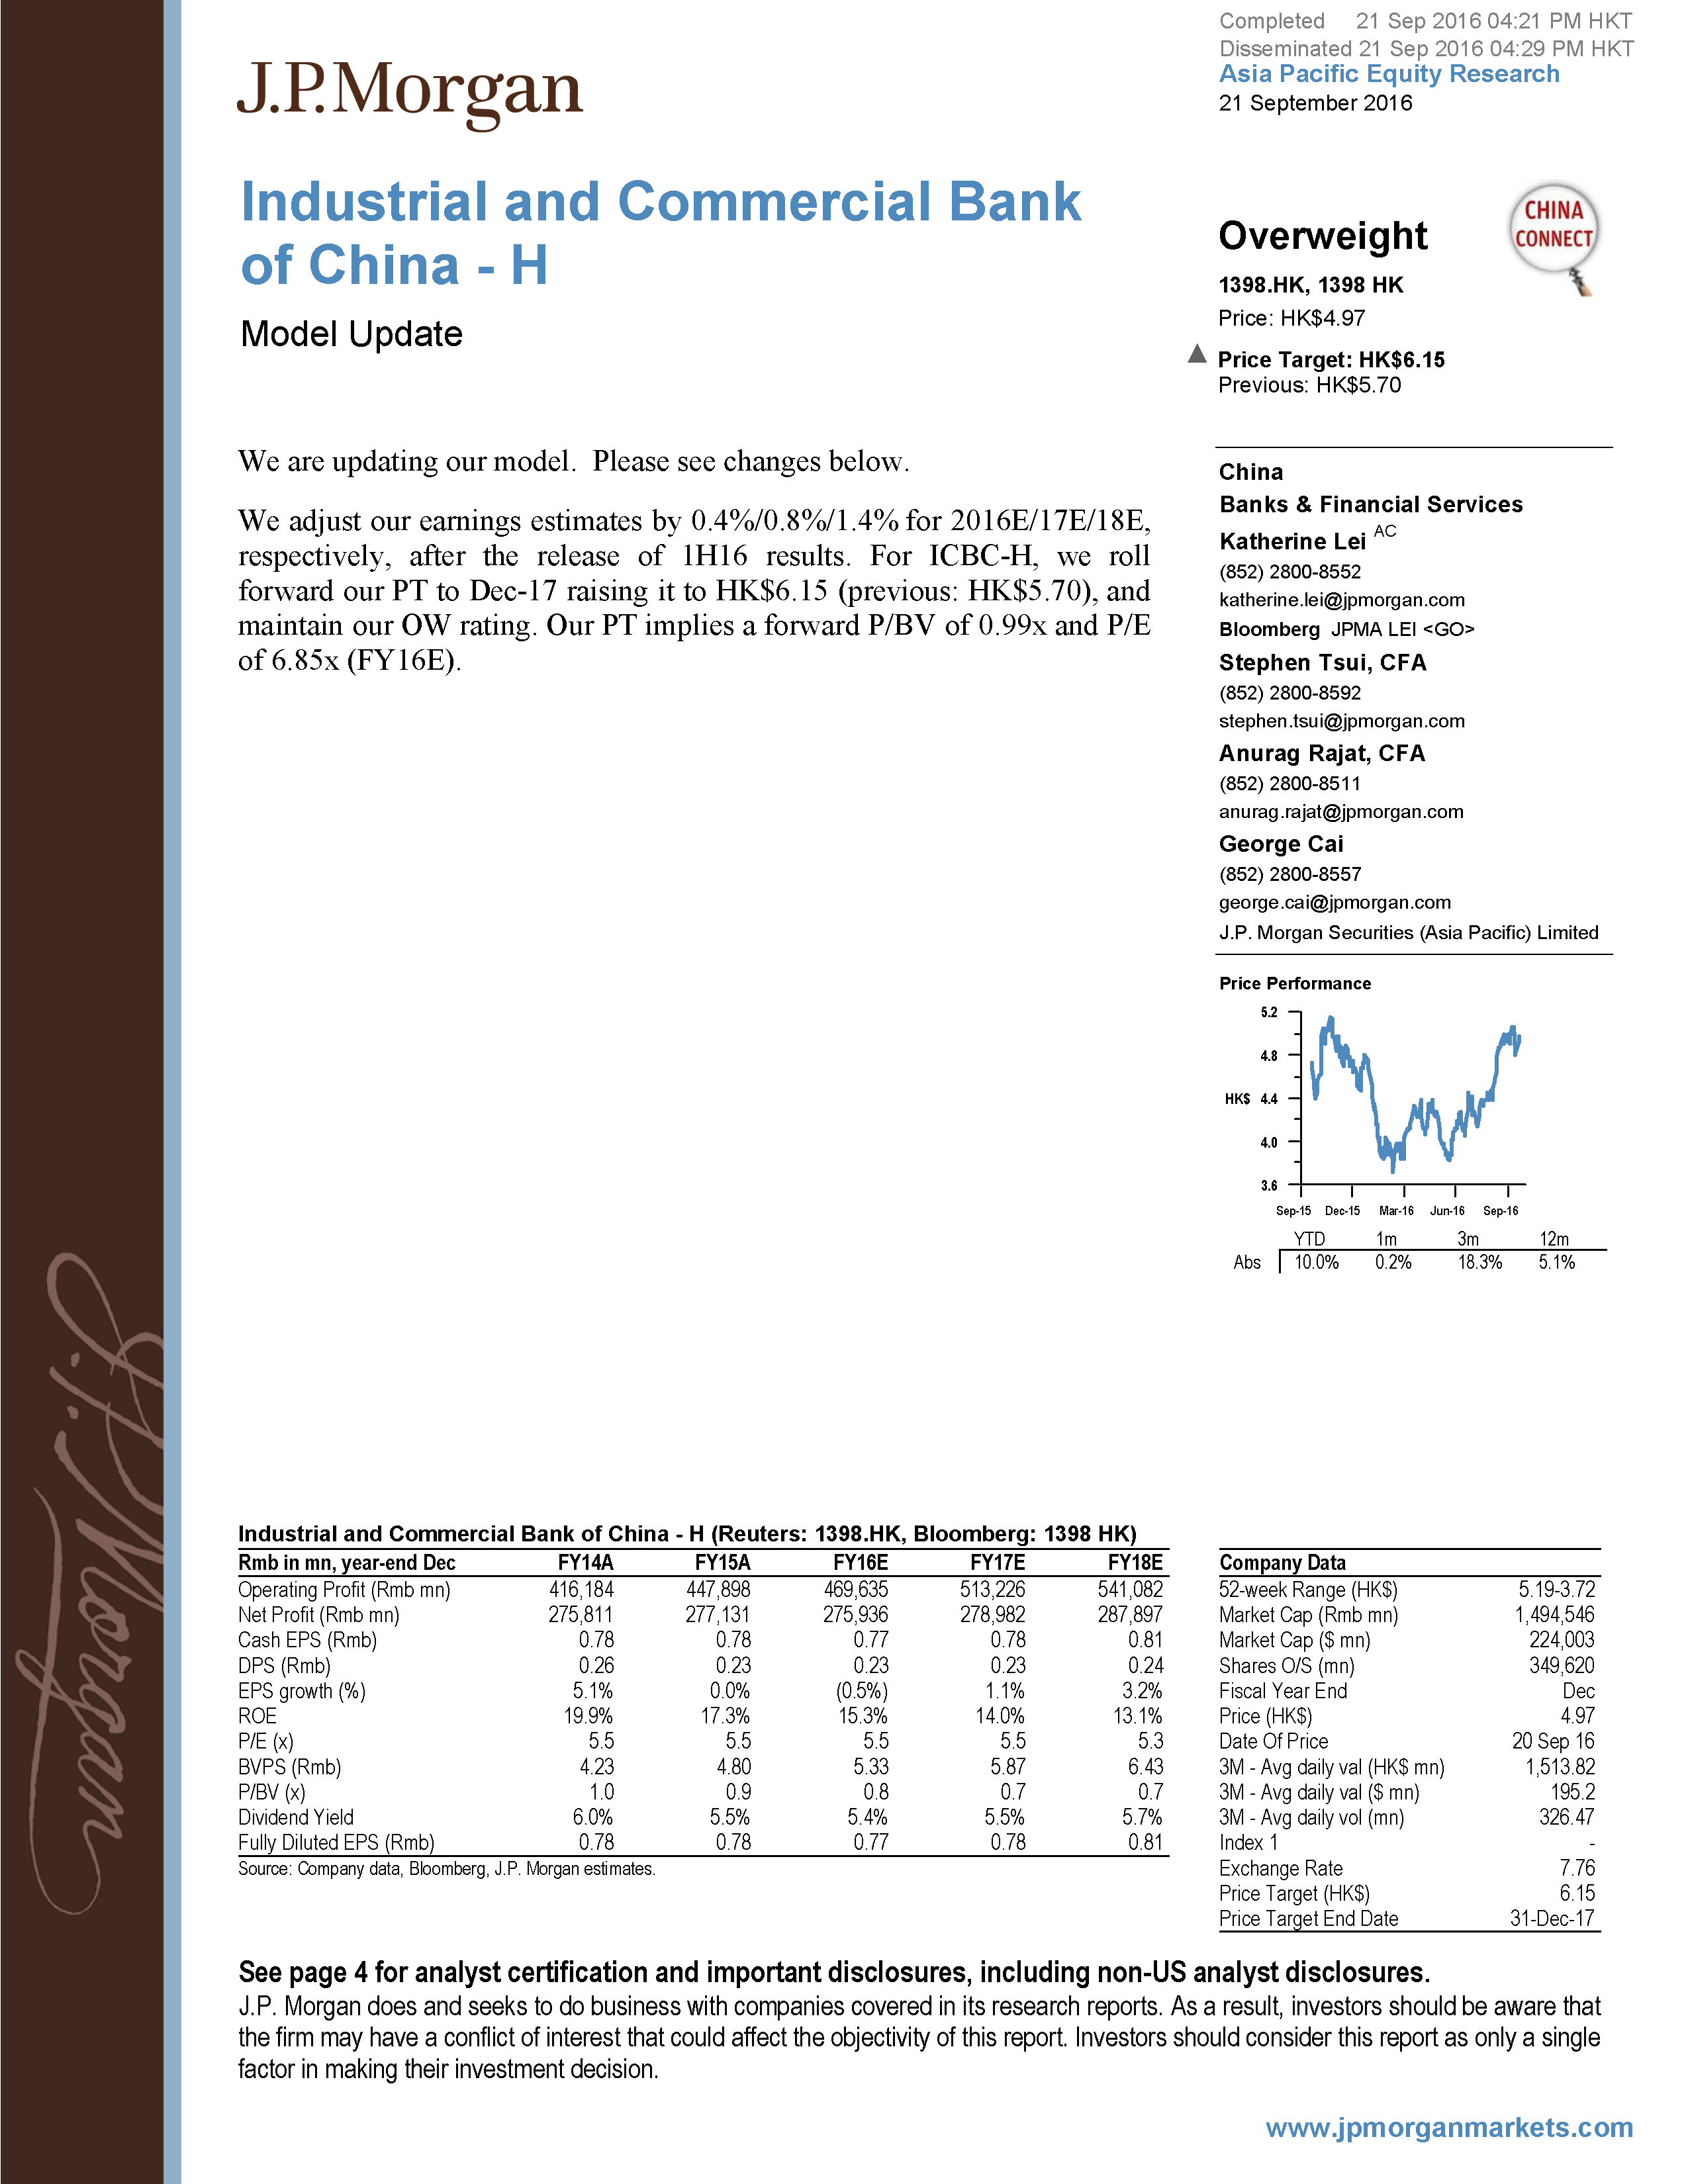 Completed 21 Sep 2016 04:21 PM HKT
Disseminated 21 Sep 2016 04:29 PM HKT
Asia Pacific Equity Research
21 September 2016
J.P.Morgan
Industrial and Commercial Bank
of China - H
Model Update
CHINA
CONNECT
Overweight
1398.HK, 1398 HK
Price: HK$4.97
▲ Price Target: HK$6.15
Previous: HK$5.70
We are updating our model. Please see changes below.
We adjust our earnings estimates by 0.4%/0.8%/1.4% for 2016E/17E/18E,
respectively, after the release of 1H16 results. For ICBC-H, we roll
forward our PT to Dec-17 raising it to HK$6.15 (previous: HK$5.70), and
maintain our OW rating. Our PT implies a forward P/BV of 0.99x and P/E
of 6.85x (FY16E).
China
Banks & Financial Services
Katherine Lei AC
(852) 2800-8552
katherine.lei@jpmorgan.com
Bloomberg JPMA LEI <GO>
Stephen Tsui, CFA
(852) 2800-8592
stephen.tsui@jpmorgan.com
Anurag Rajat, CFA
(852) 2800-8511
anurag.rajat@jpmorgan.com
George Cai
(852) 2800-8557
george.cai@jpmorgan.com
J.P. Morgan Securities (Asia Pacific) Limited
Price Performance
5.2
4.8
HK$ 4.4
4.0
3.6
Sep-15 Dec-15 Mar-16 Jun-16 Sep-16
YTD 1m 3m 12m
Abs 10.0% 0.2% 18.3% 5.1%
J.P. Morgan
Industrial and Commercial Bank of China - H (Reuters: 1398.HK, Bloomberg: 1398 HK)
Rmb in mn, year-end Dec FY14A FY15A FY16E FY17E FY18E
Operating Profit (Rmb mn) 416,184 447,898 469,635 513,226 541,082
Net Profit (Rmb mn) 275,811 277,131 275,936 278,982 287,897
Cash EPS (Rmb) 0.78 0.78 0.77 0.78 0.81
DPS (Rmb) 0.26 0.23 0.23 0.23 0.24
EPS growth (%) 5.1% 0.0% (0.5%) 1.1% 3.2%
ROE 19.9% 17.3% 15.3% 14.0% 13.1%
P/E (x) 5.5 5.5 5.5 5.5 5.3
BVPS (Rmb) 4.23 4.80 5.33 5.87 6.43
P/BV (x) 1.0 0.9 0.8 0.7 0.7
Dividend Yield 6.0% 5.5% 5.4% 5.5% 5.7%
Fully Diluted EPS (Rmb) 0.78 0.78 0.77 0.78 0.81
Source: Company data, Bloomberg, J.P. Morgan estimates.
Company Data
52-week Range (HK$) 5.19-3.72
Market Cap (Rmb mn) 1,494,546
Market Cap ($ mn) 224,003
Shares O/S (mn) 349,620
Fiscal Year End Dec
Price (HK$) 4.97
Date Of Price 20 Sep 16
3M - Avg daily val (HK$ mn) 1,513.82
3M - Avg daily val ($ mn) 195.2
3M - Avg daily vol (mn) 326.47
Index 1 -
Exchange Rate 7.76
Price Target (HK$) 6.15
Price Target End Date 31-Dec-17
See page 4 for analyst certification and important disclosures, including non-US analyst disclosures.
J.P. Morgan does and seeks to do business with companies covered in its research reports. As a result, investors should be aware that
the firm may have a conflict of interest that could affect the objectivity of this report. Investors should consider this report as only a single
factor in making their investment decision.
www.jpmorganmarkets.com